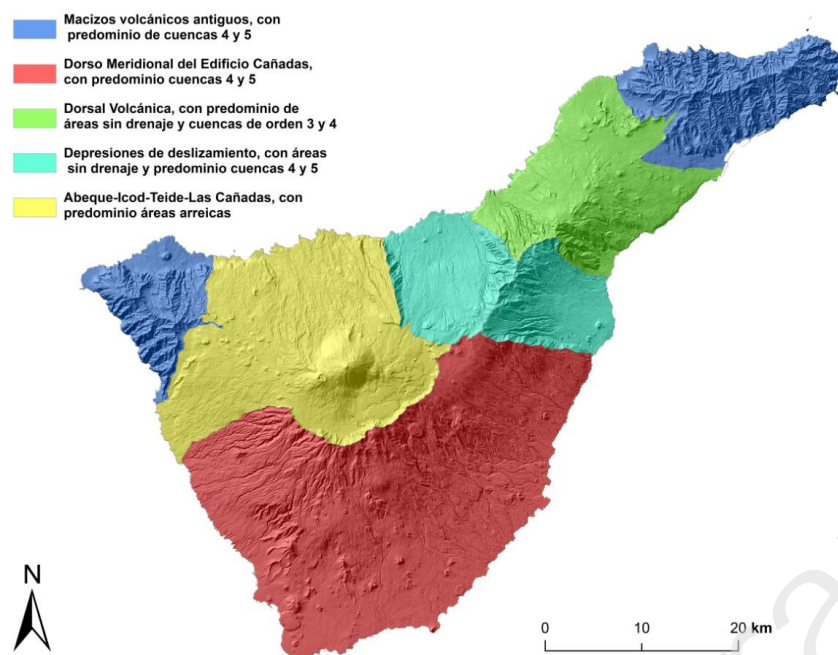 Macizos volcánicos antiguos, con
predominio de cuencas 4 y 5
Dorso Meridional del Edificio Cañadas,
con predominio cuencas 4 y 5
Dorsal Volcánica, con predominio de
áreas sin drenaje y cuencas de orden 3 y 4
Depresiones de deslizamiento, con áreas
sin drenaje y predominio cuencas 4 y 5
Abeque-Icod-Teide-Las Cañadas, con
predominio áreas arreicas
N
0 10 20 km